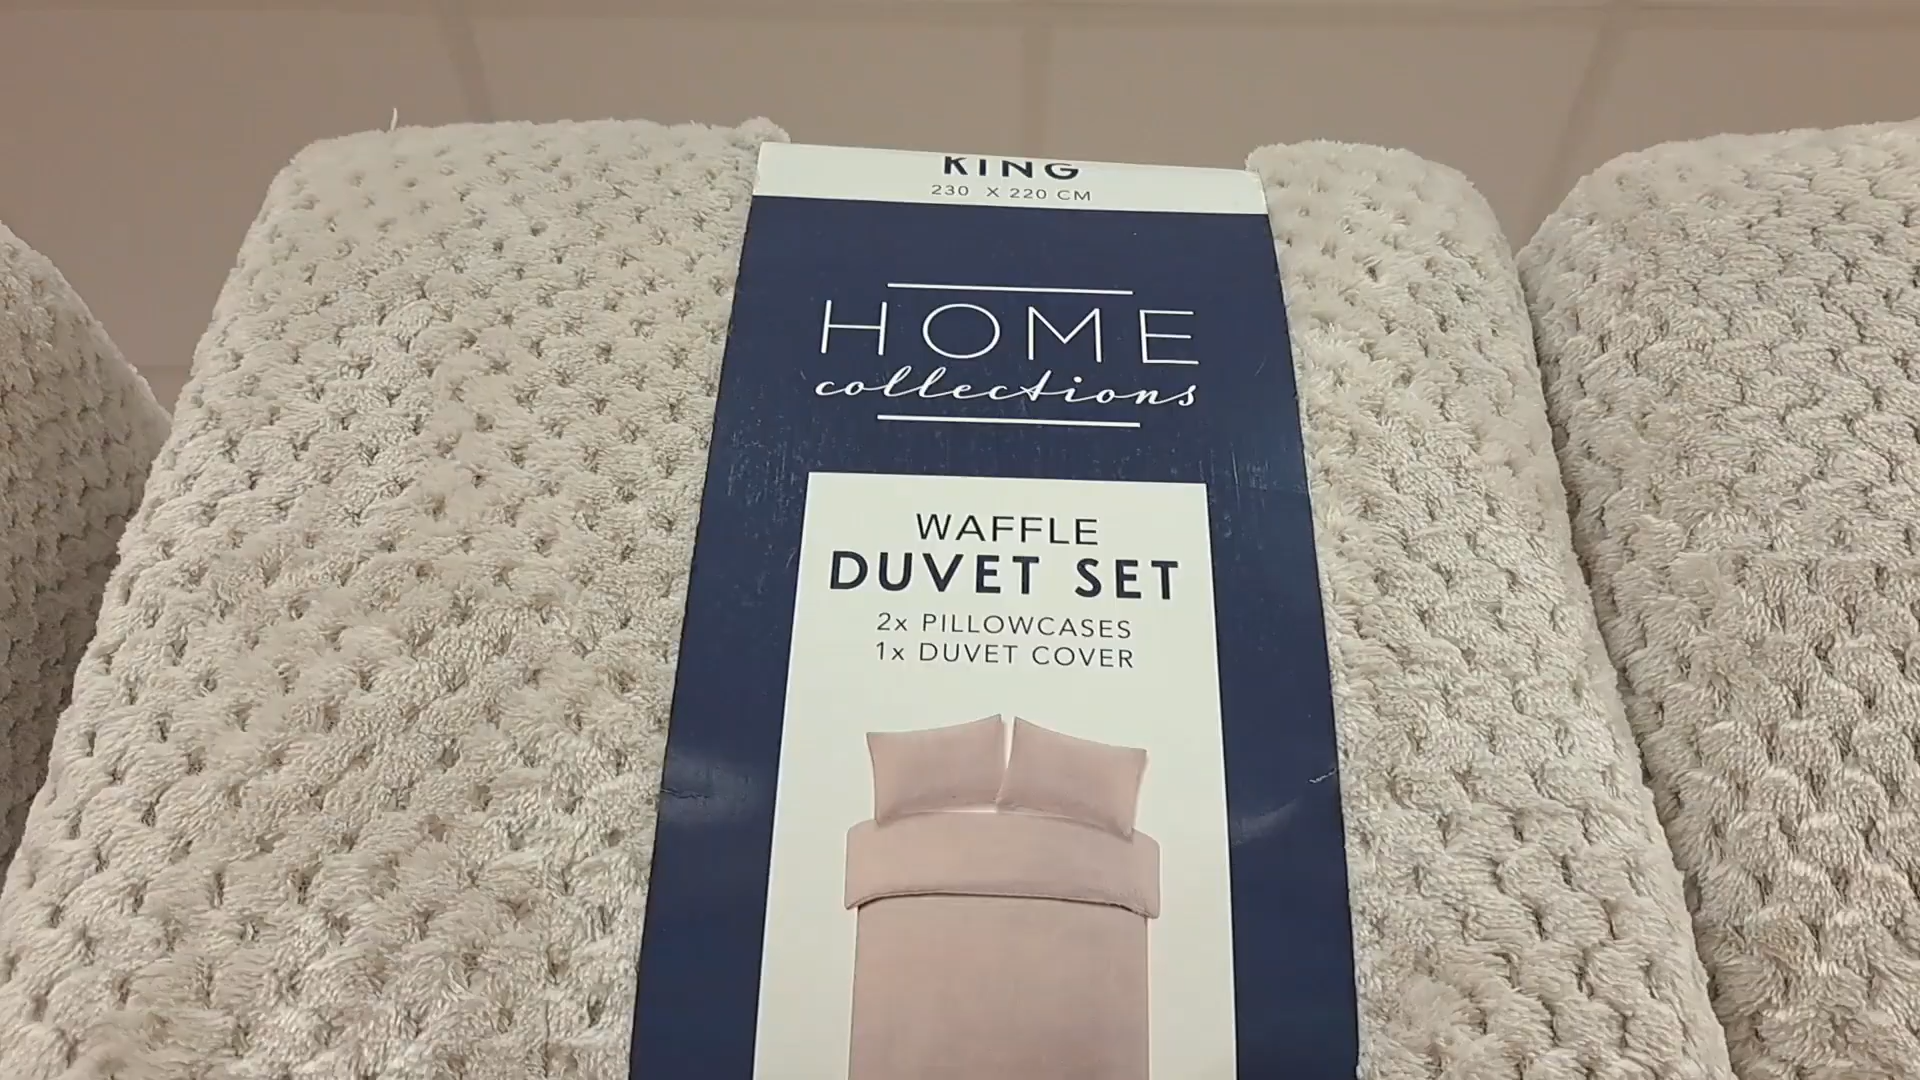 KING
230 X 220 CM
HOME
collections
WAFFLE
DUVET SET
2x PILLOWCASES
1x DUVET COVER